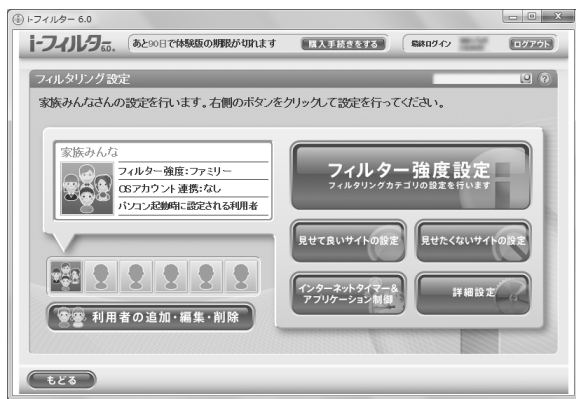 i-フィルター 6.0
i-フィルター6.0。
あと90日で体験版の期限が切れます
購入手続きをする
最終ログイン
ログアウト
フィルタリング設定
家族みんなさんの設定を行います。右側のボタンをクリックして設定を行ってください。
家族みんな
フィルター強度:ファミリー
OSアカウント連携:なし
パソコン起動時に設定される利用者
利用者の追加・編集・削除
フィルター強度設定
フィルタリングカテゴリの設定を行います
見せて良いサイトの設定
見せたくないサイトの設定
インターネットタイマー&
アプリケーション制御
詳細設定
もどる